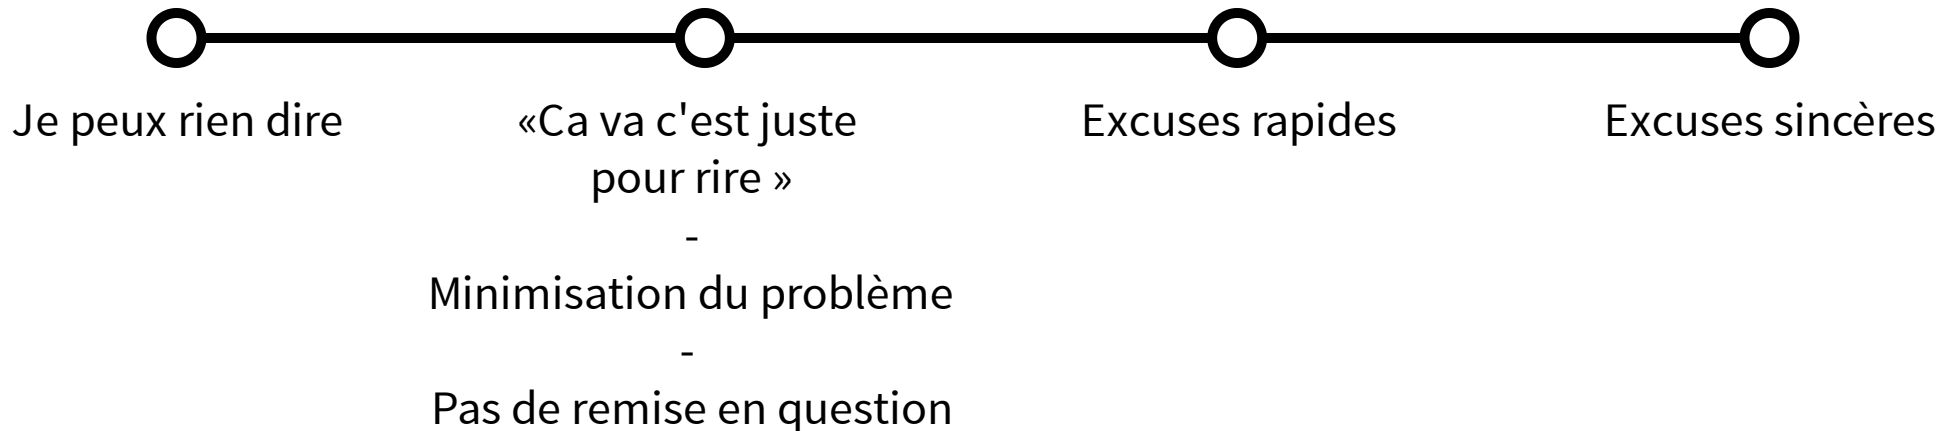 Je peux rien dire
«Ca va c'est juste
pour rire »
-
Minimisation du problème
-
Pas de remise en question
Excuses rapides
Excuses sincères